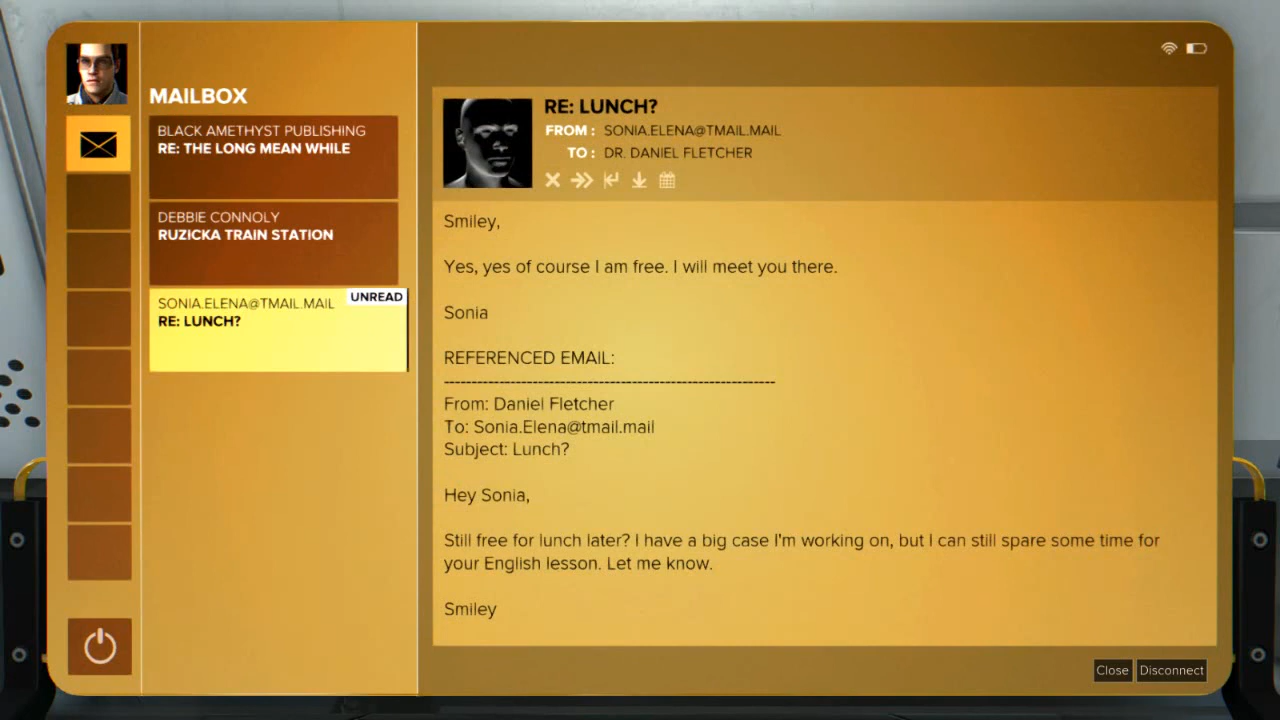 MAILBOX
BLACK AMETHYST PUBLISHING
RE: THE LONG MEAN WHILE
DEBBIE CONNOLY
RUZICKA TRAIN STATION
UNREAD
SONIA.ELENA@TMAIL.MAIL
RE: LUNCH?
RE: LUNCH?
FROM : SONIA.ELENA@TMAIL.MAIL
TO : DR. DANIEL FLETCHER
Smiley,
Yes, yes of course I am free. I will meet you there.
Sonia
REFERENCED EMAIL:
------------------------------------------------------------
From: Daniel Fletcher
To: Sonia.Elena@tmail.mail
Subject: Lunch?
Hey Sonia,
Still free for lunch later? I have a big case I'm working on, but I can still spare some time for
your English lesson. Let me know.
Smiley
Close Disconnect